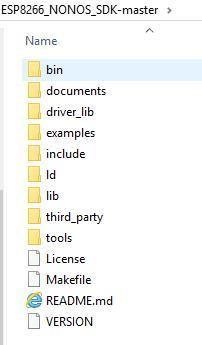 ESP8266_NONOS_SDK-master
Name
bin
documents
driver_lib
examples
include
ld
lib
third_party
tools
License
Makefile
README.md
VERSION